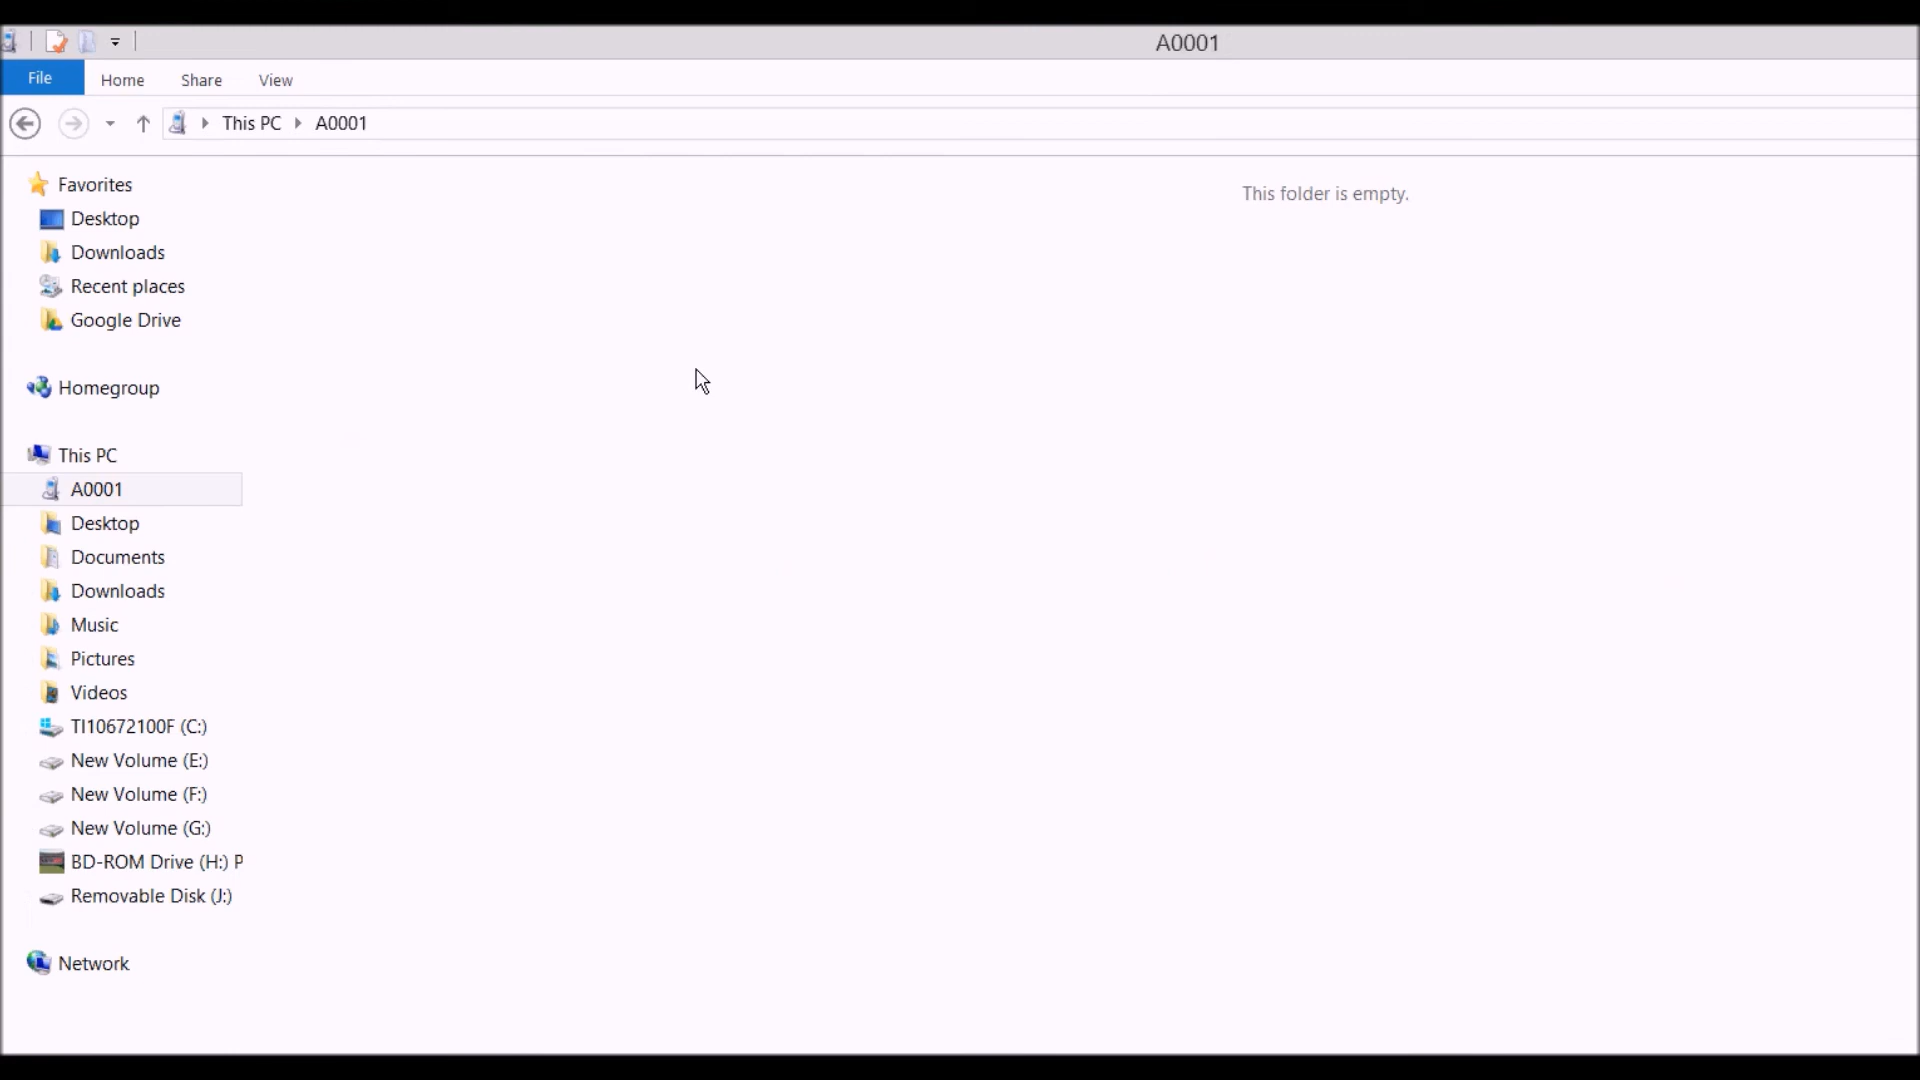 A0001
File Home Share View
This PC A0001
This folder is empty.
Favorites
Desktop
Downloads
Recent places
Google Drive
Homegroup
This PC
A0001
Desktop
Documents
Downloads
Music
Pictures
Videos
TI10672100F (C:)
New Volume (E:)
New Volume (F:)
New Volume (G:)
BD-ROM Drive (H:) P
Removable Disk (J:)
Network